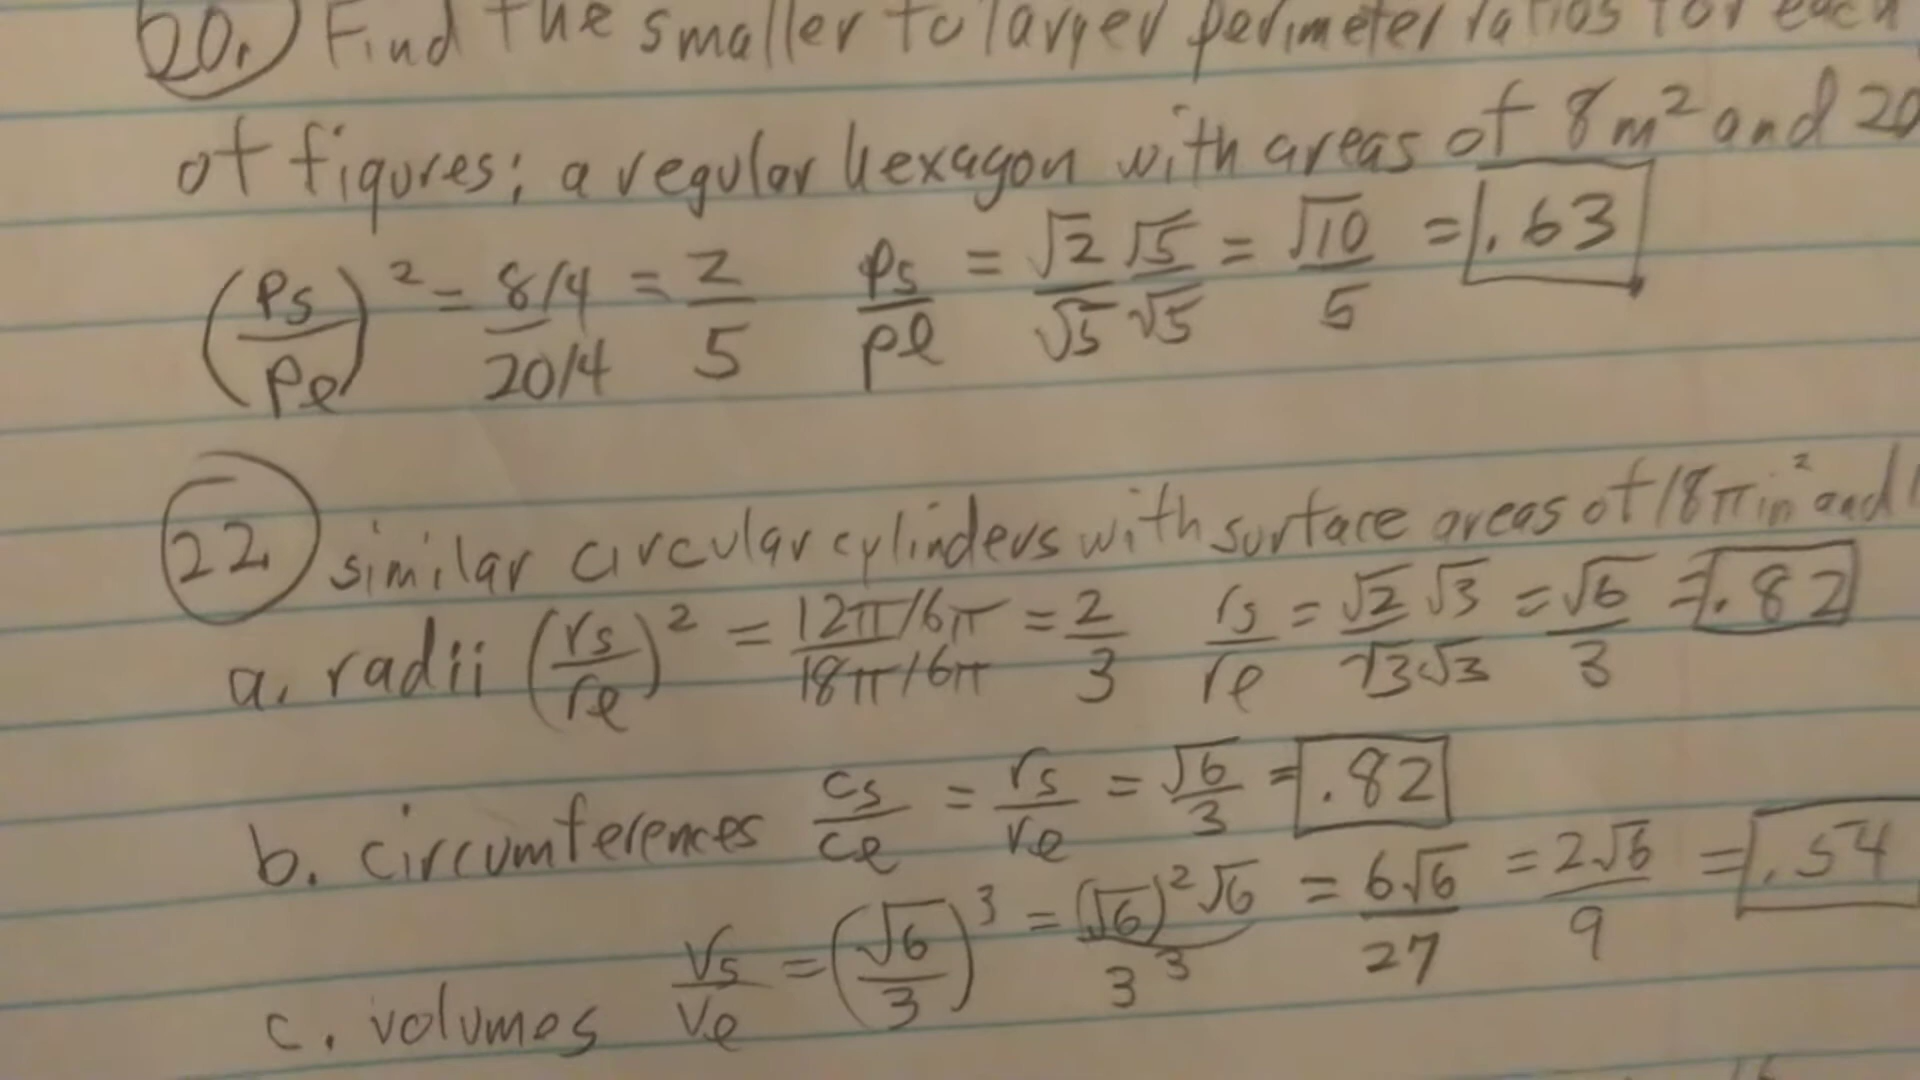 20. Find the smaller to larger perimeter ratios for each
of figures; a regular hexagon with areas of 8m² and 20
(Ps/Pl)² = (8/4)/(20/4) = 2/5 Ps/Pl = √2√5/√5√5 = √10/5 = .63
22. similar circular cylinders with surface areas of 18π in² and 1
a. radii (rs/rl)² = (12π/6π)/(18π/6π) = 2/3 rs/rl = √2√3/√3√3 = √6/3 = .82
b. circumferences cs/cl = rs/rl = √6/3 = .82
c. volumes Vs/Vl = (√6/3)³ = (√6)²√6/3³ = 6√6/27 = 2√6/9 = .54